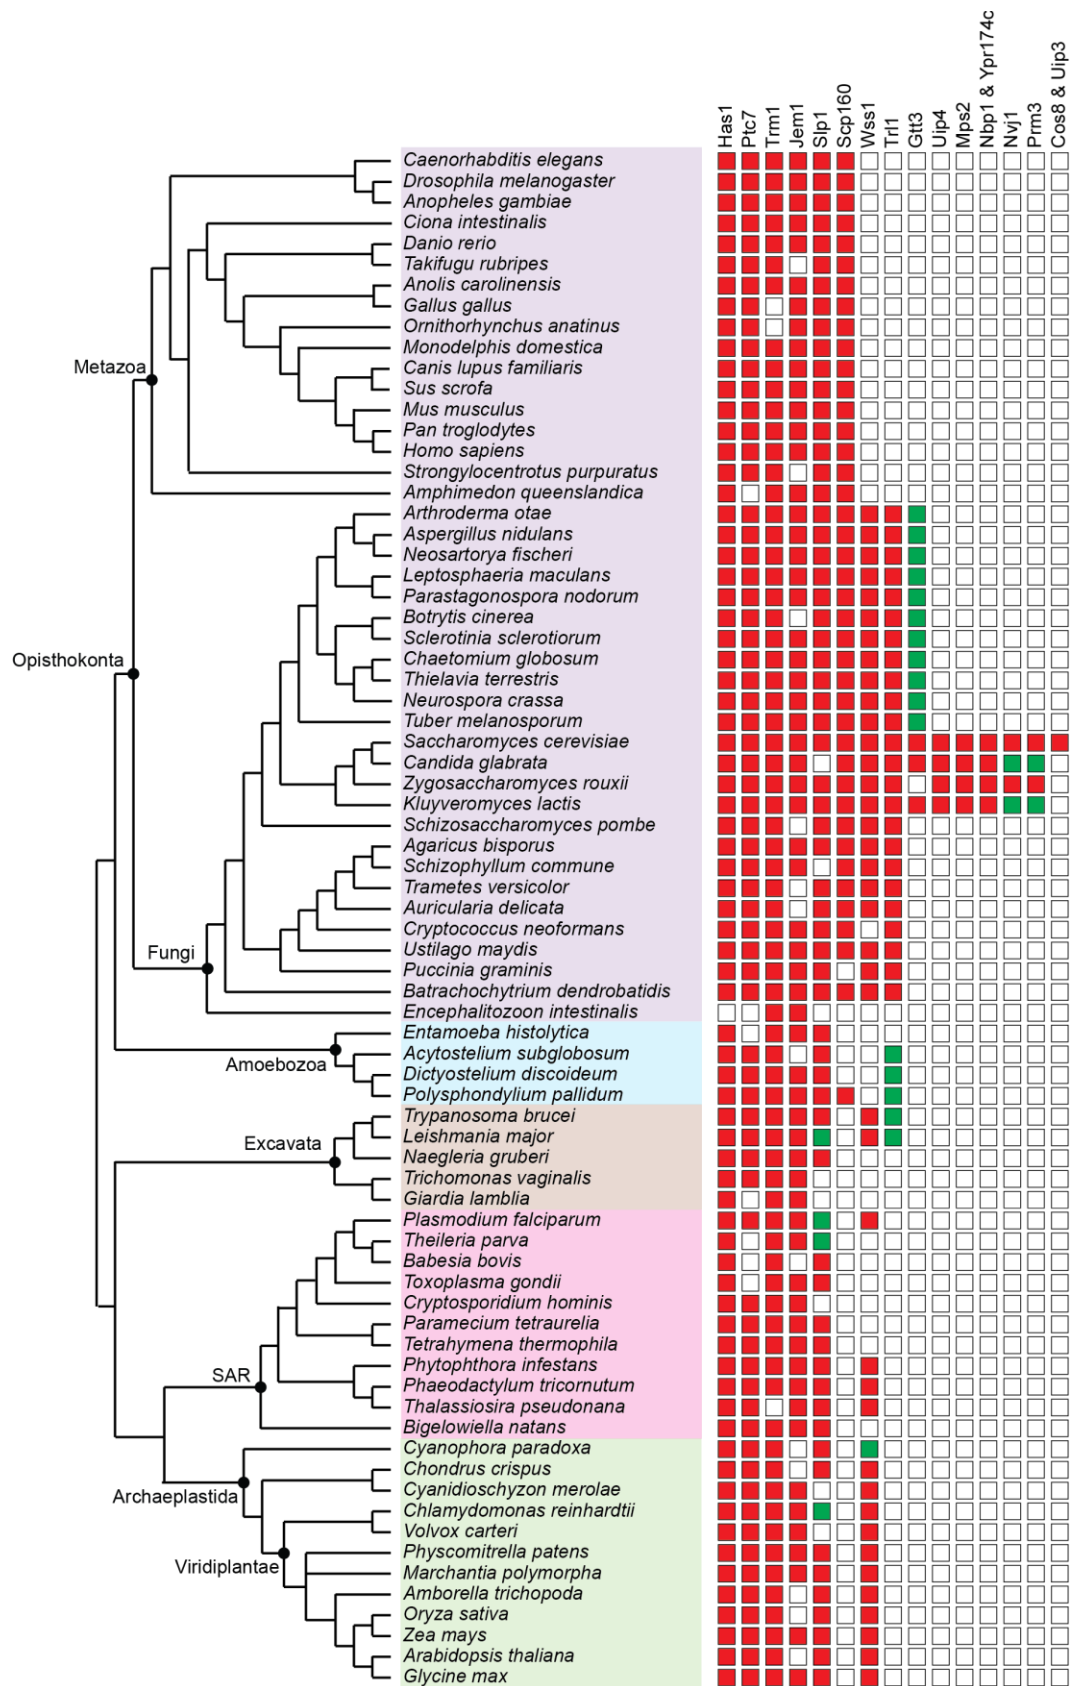 Has1
Ptc7
Trm1
Jem1
Slp1
Scp160
Wss1
Trl1
Gtt3
Uip4
Mps2
Nbp1 & Ypr174c
Nvj1
Prm3
Cos8 & Uip3
Caenorhabditis elegans
Drosophila melanogaster
Anopheles gambiae
Ciona intestinalis
Danio rerio
Takifugu rubripes
Anolis carolinensis
Gallus gallus
Ornithorhynchus anatinus
Monodelphis domestica
Metazoa
Canis lupus familiaris
Sus scrofa
Mus musculus
Pan troglodytes
Homo sapiens
Strongylocentrotus purpuratus
Amphimedon queenslandica
Arthroderma otae
Aspergillus nidulans
Neosartorya fischeri
Leptosphaeria maculans
Parastagonospora nodorum
Botrytis cinerea
Sclerotinia sclerotiorum
Opisthokonta
Chaetomium globosum
Thielavia terrestris
Neurospora crassa
Tuber melanosporum
Saccharomyces cerevisiae
Candida glabrata
Zygosaccharomyces rouxii
Kluyveromyces lactis
Schizosaccharomyces pombe
Agaricus bisporus
Schizophyllum commune
Trametes versicolor
Auricularia delicata
Cryptococcus neoformans
Fungi
Ustilago maydis
Puccinia graminis
Batrachochytrium dendrobatidis
Encephalitozoon intestinalis
Entamoeba histolytica
Amoebozoa
Acytostelium subglobosum
Dictyostelium discoideum
Polysphondylium pallidum
Trypanosoma brucei
Excavata
Leishmania major
Naegleria gruberi
Trichomonas vaginalis
Giardia lamblia
Plasmodium falciparum
Theileria parva
Babesia bovis
Toxoplasma gondii
Cryptosporidium hominis
Paramecium tetraurelia
Tetrahymena thermophila
Phytophthora infestans
SAR
Phaeodactylum tricornutum
Thalassiosira pseudonana
Bigelowiella natans
Cyanophora paradoxa
Chondrus crispus
Archaeplastida
Cyanidioschyzon merolae
Chlamydomonas reinhardtii
Volvox carteri
Viridiplantae
Physcomitrella patens
Marchantia polymorpha
Amborella trichopoda
Oryza sativa
Zea mays
Arabidopsis thaliana
Glycine max